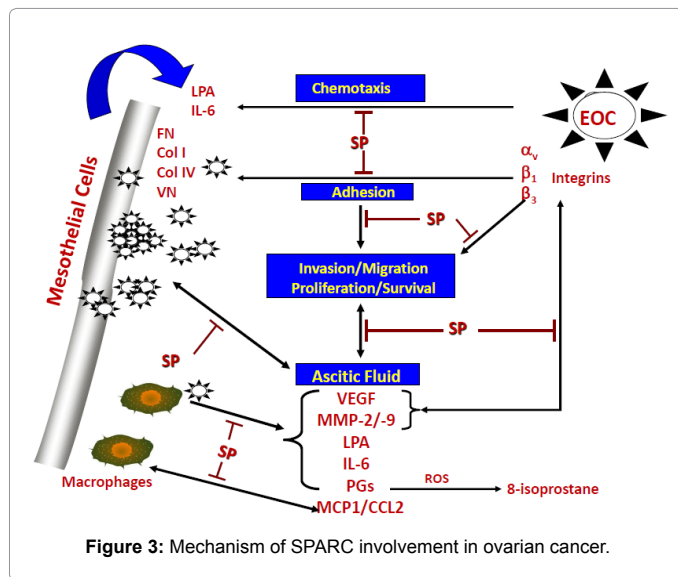 LPA
IL-6
Chemotaxis
EOC
FN
Col I
Col IV
VN
SP
αv
β1
β3
Integrins
Adhesion
Mesothelial Cells
SP
Invasion/Migration
Proliferation/Survival
SP
SP
Ascitic Fluid
VEGF
MMP-2/-9
LPA
IL-6
PGs
MCP1/CCL2
SP
Macrophages
ROS
8-isoprostane
Figure 3: Mechanism of SPARC involvement in ovarian cancer.